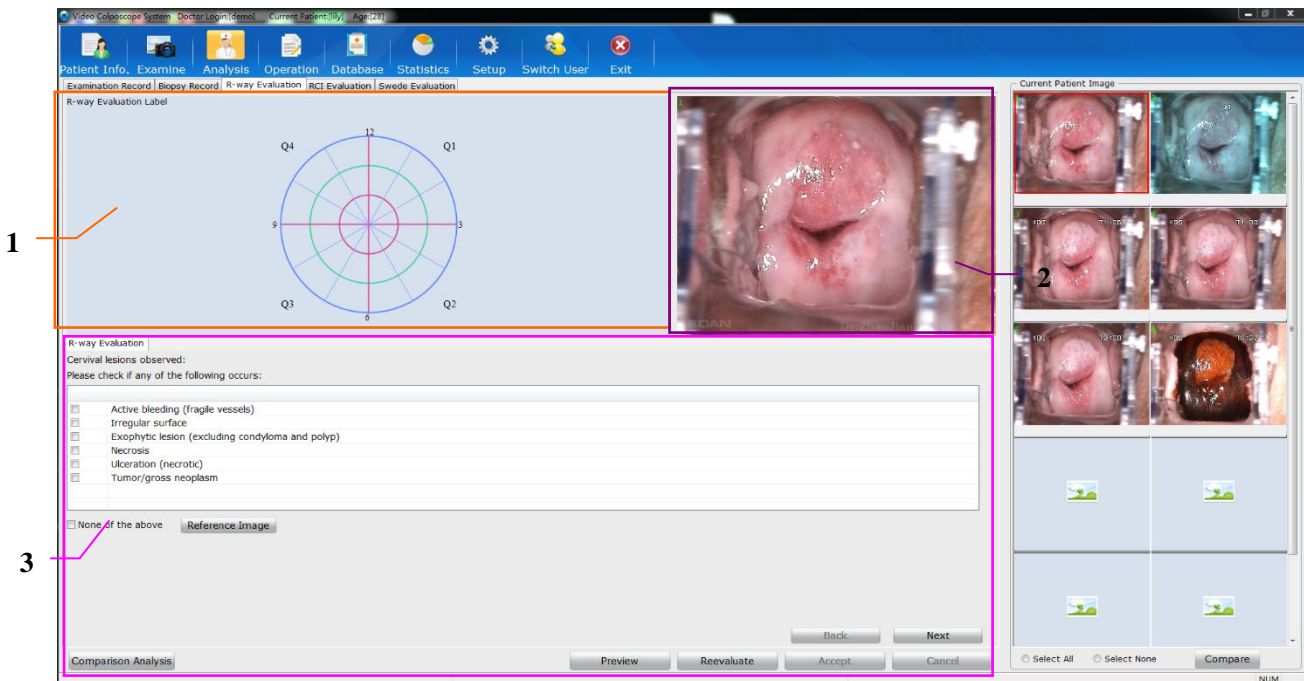 Video Colposcope System Doctor Login:[demo] Current Patient:[lily] Age:[28]
Patient Info. Examine Analysis Operation Database Statistics Setup Switch User Exit
Examination Record Biopsy Record R-way Evaluation RCI Evaluation Swede Evaluation
R-way Evaluation Label
12
Q4 Q1
9 3
Q3 Q2
6
1
1
EDAN Dr.ZhaoJian
2
Current Patient Image
R-way Evaluation
Cervival lesions observed:
Please check if any of the following occurs:
Active bleeding (fragile vessels)
Irregular surface
Exophytic lesion (excluding condyloma and polyp)
Necrosis
Ulceration (necrotic)
Tumor/gross neoplasm
None of the above Reference Image
3
Back Next
Comparison Analysis Preview Reevaluate Accept Cancel
Select All Select None Compare
NUM